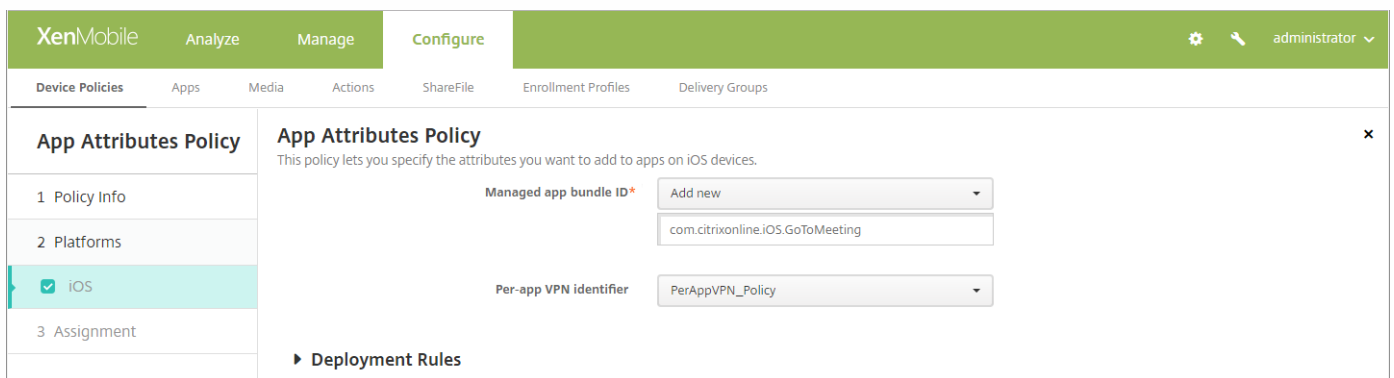 XenMobile Analyze Manage Configure administrator
Device Policies Apps Media Actions ShareFile Enrollment Profiles Delivery Groups
App Attributes Policy
1 Policy Info
2 Platforms
iOS
3 Assignment
App Attributes Policy
This policy lets you specify the attributes you want to add to apps on iOS devices.
Managed app bundle ID* Add new
com.citrixonline.iOS.GoToMeeting
Per-app VPN identifier PerAppVPN_Policy
Deployment Rules